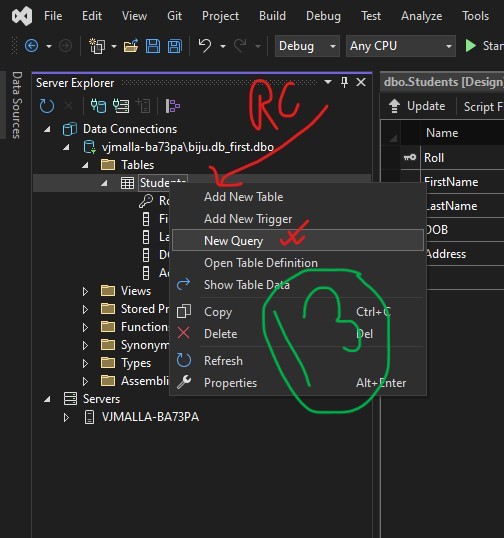 File Edit View Git Project Build Debug Test Analyze Tools
Debug Any CPU Star
Data Sources
Server Explorer
dbo.Students [Design]
Update Script F
Data Connections
vjmalla-ba73pa\biju.db_first.dbo
Tables
Students
Ro
Fi
La
DO
Ad
Views
Stored Pr
Functions
Synonym
Types
Assembli
Servers
VJMALLA-BA73PA
RC
Add New Table
Add New Trigger
New Query
Open Table Definition
Show Table Data
Copy Ctrl+C
Delete Del
Refresh
Properties Alt+Enter
13
Name
Roll
FirstName
LastName
DOB
Address